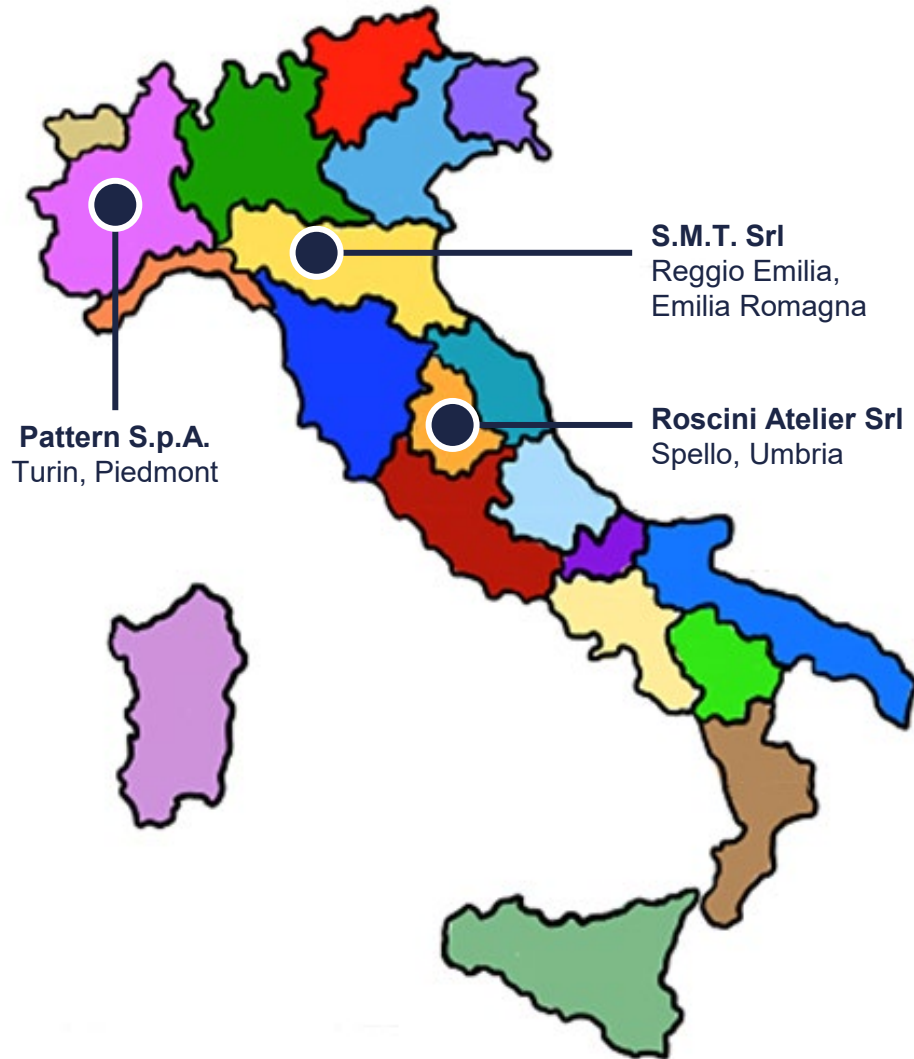 S.M.T. Srl
Reggio Emilia,
Emilia Romagna
Roscini Atelier Srl
Spello, Umbria
Pattern S.p.A.
Turin, Piedmont